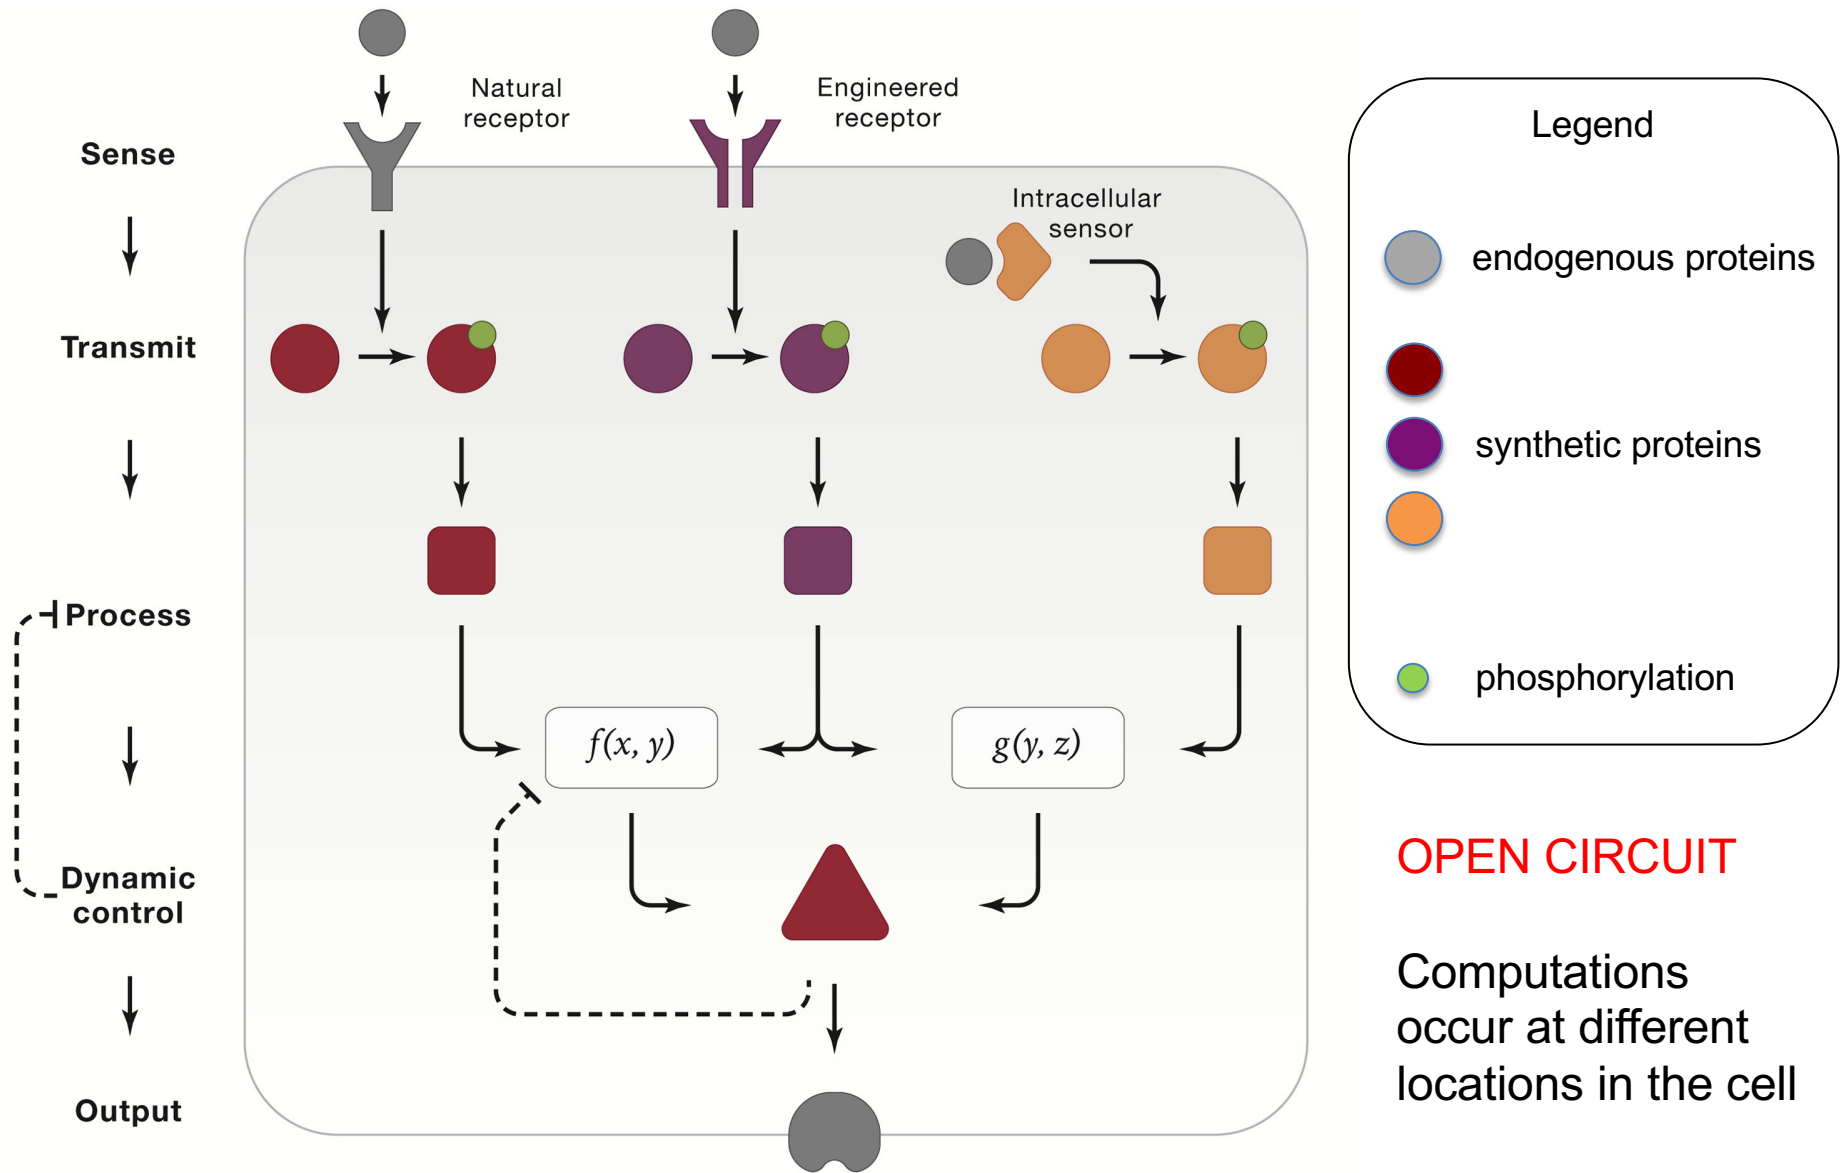 Natural
receptor
Engineered
receptor
Sense
Intracellular
sensor
Transmit
Process
f(x, y)
g(y, z)
Dynamic
control
Output
Legend
endogenous proteins
synthetic proteins
phosphorylation
OPEN CIRCUIT
Computations
occur at different
locations in the cell